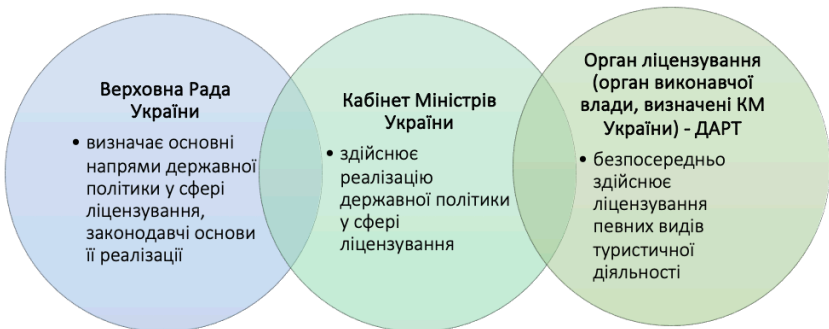 Верховна Рада
України
• визначає основні
напрями державної
політики у сфері
ліцензування,
законодавчі основи
її реалізації
Кабінет Міністрів
України
• здійснює
реалізацію
державної політики
у сфері
ліцензування
Орган ліцензування
(орган виконавчої
влади, визначені КМ
України) - ДАРТ
• безпосередньо
здійснює
ліцензування
певних видів
туристичної
діяльності